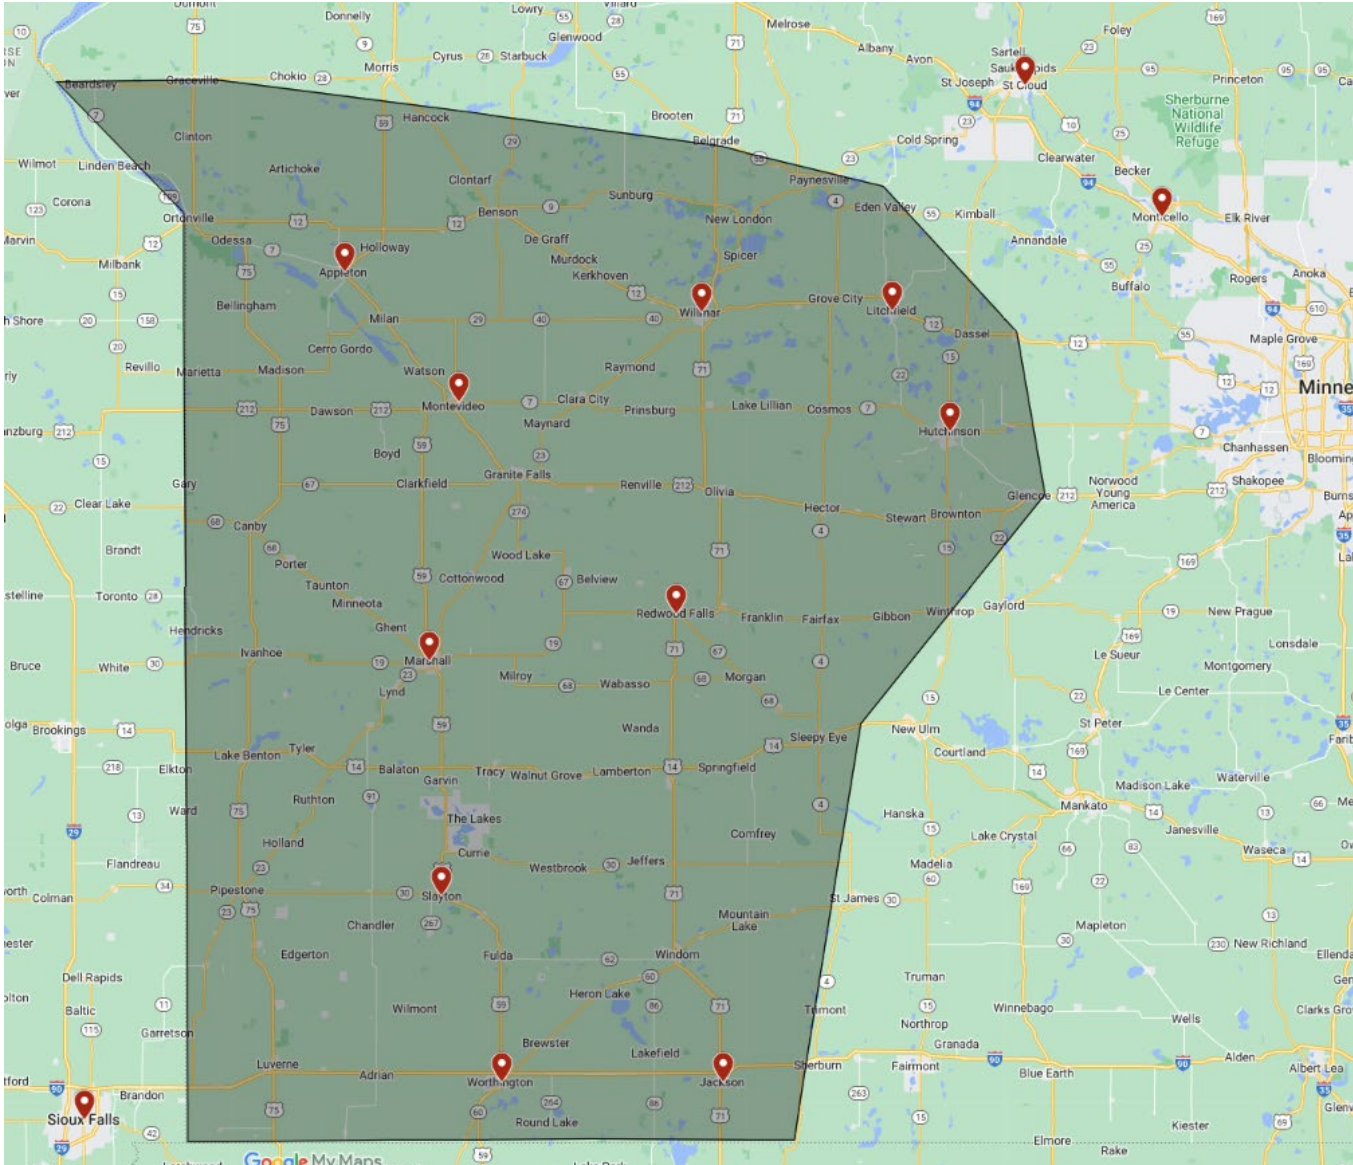 Dumont
Donnelly
Lowry
Villard
Melrose
Foley
Glenwood
Albany
Avon
Sartell
Sauk Rapids
St Joseph
St Cloud
Princeton
Cyrus
Starbuck
Morris
Chokio
Graceville
Beardsley
Hancock
Brooten
Belgrade
Cold Spring
Sherburne
National
Wildlife
Refuge
Clinton
Wilmot
Linden Beach
Artichoke
Clontarf
Sunburg
Paynesville
Clearwater
Becker
Corona
Ortonville
Benson
New London
Eden Valley
Kimball
Monticello
Elk River
Marvin
Odessa
Holloway
De Graff
Murdock
Spicer
Annandale
Milbank
Appleton
Kerkhoven
Buffalo
Rogers
Anoka
Bellingham
Grove City
Willmar
Litchfield
Milan
Dassel
Maple Grove
Revillo
Marietta
Madison
Cerro Gordo
Watson
Raymond
Minne
Dawson
Montevideo
Clara City
Prinsburg
Lake Lillian
Cosmos
Maynard
Hutchinson
Chanhassen
Boyd
Bloomin
Gary
Clarkfield
Granite Falls
Renville
Olivia
Glencoe
Norwood
Young
America
Shakopee
Clear Lake
Hector
Stewart
Brownton
Canby
Brandt
Porter
Wood Lake
Taunton
Cottonwood
Belview
Toronto
Minneota
Redwood Falls
Franklin
Fairfax
Gibbon
Winthrop
Gaylord
New Prague
Hendricks
Ghent
Lonsdale
Bruce
White
Ivanhoe
Marshall
Le Sueur
Montgomery
Lynd
Milroy
Wabasso
Morgan
Le Center
Brookings
Wanda
Sleepy Eye
New Ulm
St Peter
Courtland
Elkton
Lake Benton
Tyler
Balaton
Garvin
Tracy
Walnut Grove
Lamberton
Springfield
Waterville
Madison Lake
Ward
Ruthton
The Lakes
Hanska
Mankato
Janesville
Comfrey
Lake Crystal
Waseca
Flandreau
Holland
Currie
Westbrook
Jeffers
Madelia
Colman
Pipestone
Slayton
St James
Chandler
Mountain
Lake
Mapleton
New Richland
Edgerton
Fulda
Windom
Dell Rapids
Truman
Heron Lake
Baltic
Wilmont
Trimont
Winnebago
Wells
Garretson
Northrop
Brewster
Lakefield
Granada
Luverne
Adrian
Worthington
Jackson
Sherburn
Fairmont
Blue Earth
Alden
Albert Lea
Brandon
Sioux Falls
Round Lake
Kiester
Elmore
Rake
Google My Maps